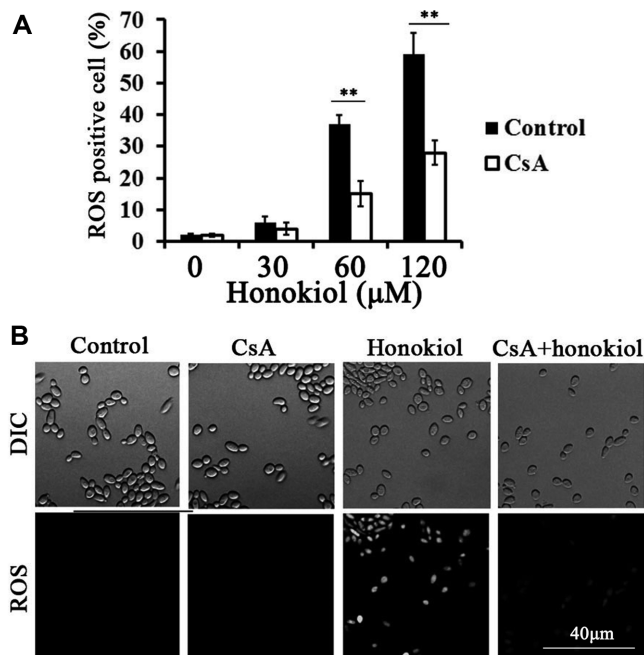 A
ROS positive cell (%)
70
60
50
40
30
20
10
0
**
**
Control
CsA
0 30 60 120
Honokiol (μM)
B
Control CsA Honokiol CsA+honokiol
DIC
ROS
40μm